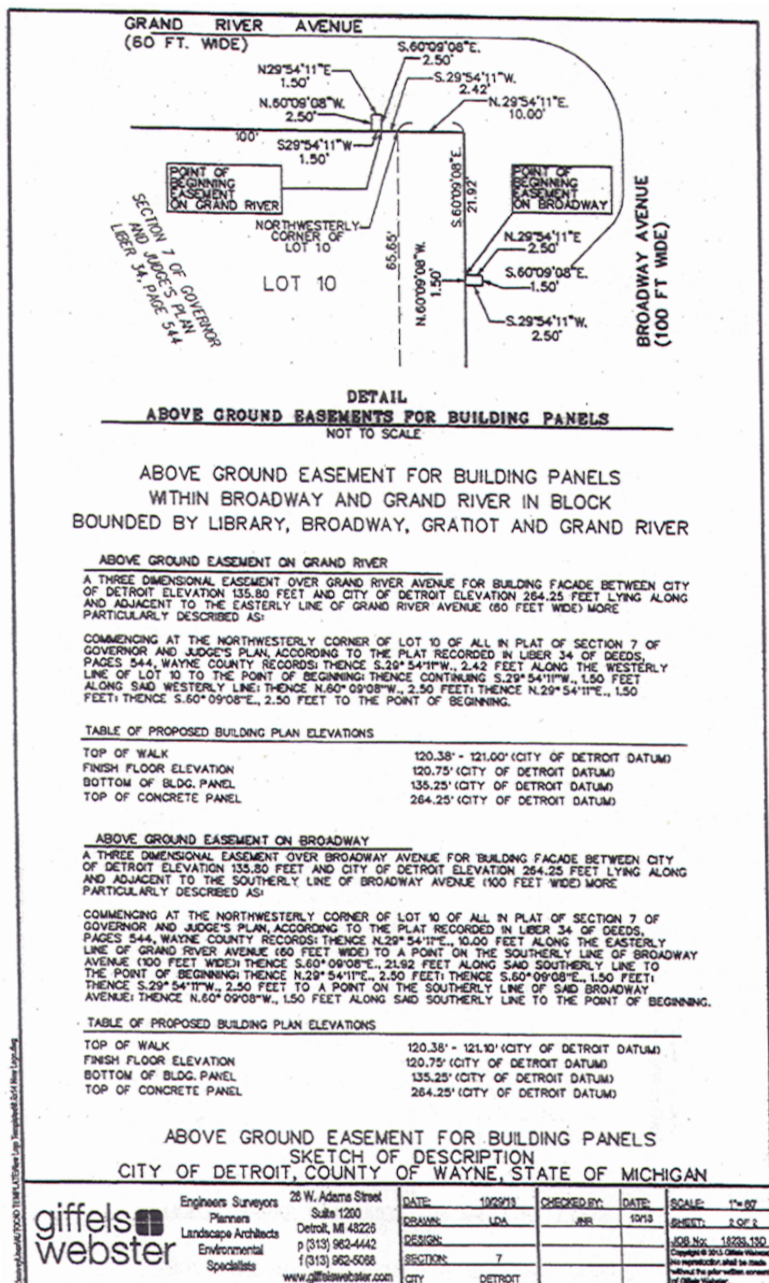 GRAND RIVER AVENUE
(60 FT. WIDE)
S.60°09'08"E.
2.50'
N29°54'11"E
1.50'
S.29°54'11"W.
2.42'
N.60°09'08"W.
2.50'
N.29°54'11"E.
10.00'
100'
S29°54'11"W
1.50'
POINT OF
BEGINNING
EASEMENT
ON GRAND RIVER
S.60°09'08"E.
21.92'
POINT OF
BEGINNING
EASEMENT
ON BROADWAY
NORTHWESTERLY
CORNER OF
LOT 10
SECTION 7 OF GOVERNOR
AND JUDGE'S PLAN
LIBER 34, PAGE 544
LOT 10
65.65'
N.60°09'08"W.
1.50'
N.29°54'11"E
2.50'
S.60°09'08"E.
1.50'
S.29°54'11"W.
2.50'
BROADWAY AVENUE
(100 FT WIDE)
DETAIL
ABOVE GROUND EASEMENTS FOR BUILDING PANELS
NOT TO SCALE
ABOVE GROUND EASEMENT FOR BUILDING PANELS
WITHIN BROADWAY AND GRAND RIVER IN BLOCK
BOUNDED BY LIBRARY, BROADWAY, GRATIOT AND GRAND RIVER
ABOVE GROUND EASEMENT ON GRAND RIVER
A THREE DIMENSIONAL EASEMENT OVER GRAND RIVER AVENUE FOR BUILDING FACADE BETWEEN CITY
OF DETROIT ELEVATION 135.80 FEET AND CITY OF DETROIT ELEVATION 264.25 FEET LYING ALONG
AND ADJACENT TO THE EASTERLY LINE OF GRAND RIVER AVENUE (60 FEET WIDE) MORE
PARTICULARLY DESCRIBED AS:
COMMENCING AT THE NORTHWESTERLY CORNER OF LOT 10 OF ALL IN PLAT OF SECTION 7 OF
GOVERNOR AND JUDGE'S PLAN, ACCORDING TO THE PLAT RECORDED IN LIBER 34 OF DEEDS,
PAGES 544, WAYNE COUNTY RECORDS; THENCE S.29°54'11"W., 2.42 FEET ALONG THE WESTERLY
LINE OF LOT 10 TO THE POINT OF BEGINNING; THENCE CONTINUING S.29°54'11"W., 1.50 FEET
ALONG SAID WESTERLY LINE; THENCE N.60°09'08"W., 2.50 FEET; THENCE N.29°54'11"E., 1.50
FEET; THENCE S.60°09'08"E., 2.50 FEET TO THE POINT OF BEGINNING.
TABLE OF PROPOSED BUILDING PLAN ELEVATIONS
TOP OF WALK 120.38' - 121.00' (CITY OF DETROIT DATUM)
FINISH FLOOR ELEVATION 120.75' (CITY OF DETROIT DATUM)
BOTTOM OF BLDG. PANEL 135.25' (CITY OF DETROIT DATUM)
TOP OF CONCRETE PANEL 264.25' (CITY OF DETROIT DATUM)
ABOVE GROUND EASEMENT ON BROADWAY
A THREE DIMENSIONAL EASEMENT OVER BROADWAY AVENUE FOR BUILDING FACADE BETWEEN CITY
OF DETROIT ELEVATION 135.80 FEET AND CITY OF DETROIT ELEVATION 264.25 FEET LYING ALONG
AND ADJACENT TO THE SOUTHERLY LINE OF BROADWAY AVENUE (100 FEET WIDE) MORE
PARTICULARLY DESCRIBED AS:
COMMENCING AT THE NORTHWESTERLY CORNER OF LOT 10 OF ALL IN PLAT OF SECTION 7 OF
GOVERNOR AND JUDGE'S PLAN, ACCORDING TO THE PLAT RECORDED IN LIBER 34 OF DEEDS,
PAGES 544, WAYNE COUNTY RECORDS; THENCE N.29°54'11"E., 10.00 FEET ALONG THE EASTERLY
LINE OF GRAND RIVER AVENUE (60 FEET WIDE) TO A POINT ON THE SOUTHERLY LINE OF BROADWAY
AVENUE (100 FEET WIDE) THENCE S.60°09'08"E., 21.92 FEET ALONG SAID SOUTHERLY LINE TO
THE POINT OF BEGINNING; THENCE N.29°54'11"E., 2.50 FEET; THENCE S.60°09'08"E., 1.50 FEET;
THENCE S.29°54'11"W., 2.50 FEET TO A POINT ON THE SOUTHERLY LINE OF SAID BROADWAY
AVENUE; THENCE N.60°09'08"W., 1.50 FEET ALONG SAID SOUTHERLY LINE TO THE POINT OF BEGINNING.
TABLE OF PROPOSED BUILDING PLAN ELEVATIONS
TOP OF WALK 120.38' - 121.10' (CITY OF DETROIT DATUM)
FINISH FLOOR ELEVATION 120.75' (CITY OF DETROIT DATUM)
BOTTOM OF BLDG. PANEL 135.25' (CITY OF DETROIT DATUM)
TOP OF CONCRETE PANEL 264.25' (CITY OF DETROIT DATUM)
ABOVE GROUND EASEMENT FOR BUILDING PANELS
SKETCH OF DESCRIPTION
CITY OF DETROIT, COUNTY OF WAYNE, STATE OF MICHIGAN
giffels
webster
Engineers Surveyors
Planners
Landscape Architects
Environmental
Specialists
28 W. Adams Street
Suite 1200
Detroit, MI 48226
p (313) 962-4442
f (313) 962-5068
www.giffelswebster.com
DATE: 10/29/13 CHECKED BY: DATE: SCALE: 1"=60'
DRAWN: LDA JNR 10/13 SHEET: 2 OF 2
DESIGN: JOB No: 18233.13D
SECTION: 7
CITY DETROIT
Copyright © 2013 Giffels Webster.
No reproduction shall be made
without the prior written consent
of Giffels Webster.